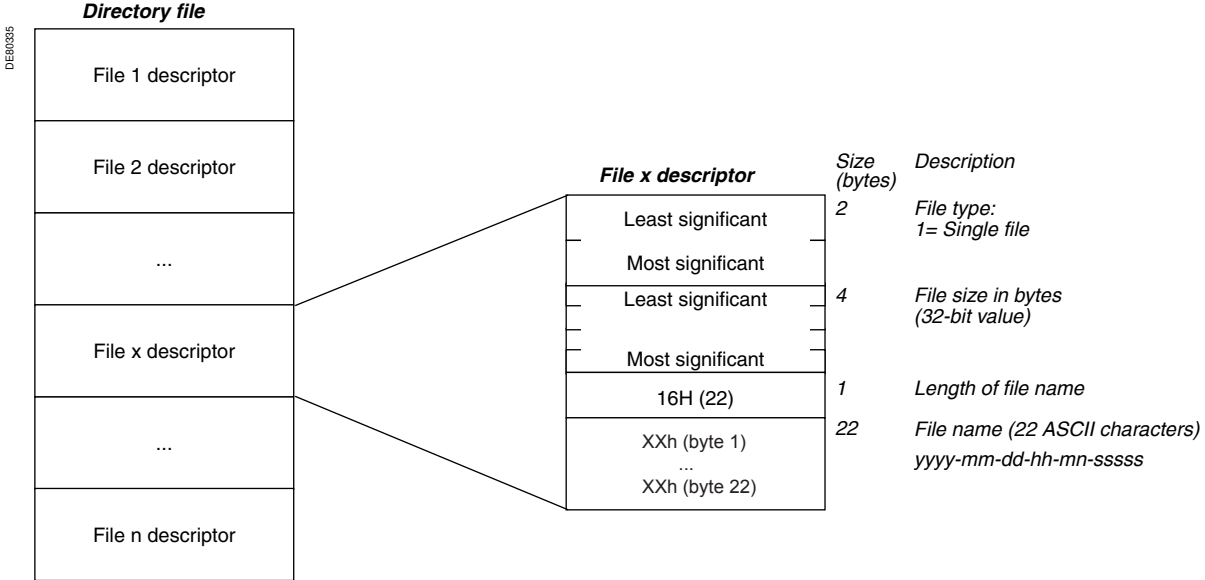 Directory file
DE80335
File 1 descriptor
File 2 descriptor
...
File x descriptor
...
File n descriptor
File x descriptor
Size
(bytes)
Description
Least significant
Most significant
2
File type:
1= Single file
Least significant
Most significant
4
File size in bytes
(32-bit value)
16H (22)
1
Length of file name
XXh (byte 1)
...
XXh (byte 22)
22
File name (22 ASCII characters)
yyyy-mm-dd-hh-mn-sssss